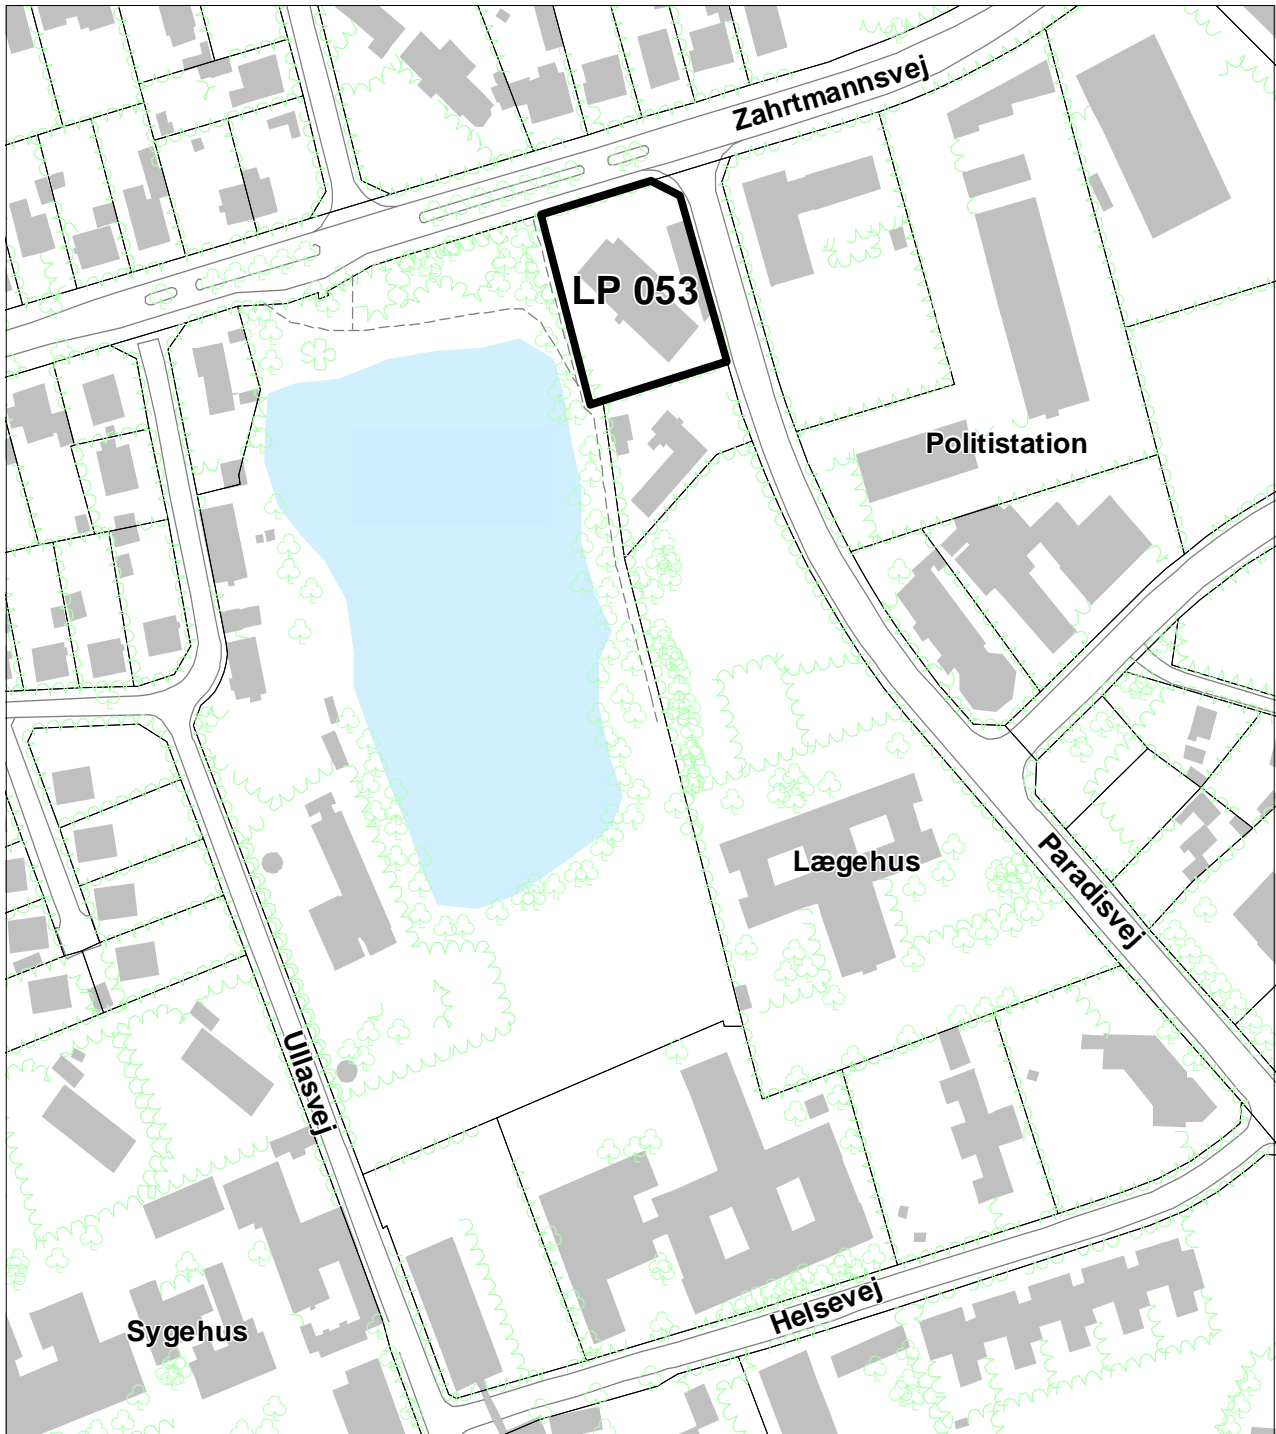 Zahrtmannsvej
LP 053
Politistation
Lægehus
Paradisvej
Ullasvej
Helsevej
Sygehus